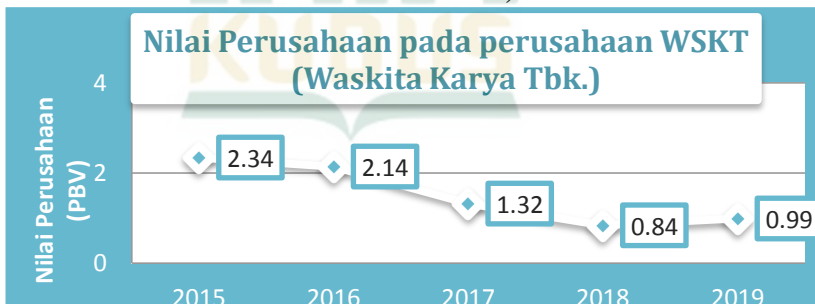 Nilai Perusahaan pada perusahaan WSKT
(Waskita Karya Tbk.)
Nilai Perusahaan
(PBV)
4
2
0
2.34
2.14
1.32
0.84
0.99
2015 2016 2017 2018 2019
KUDUS